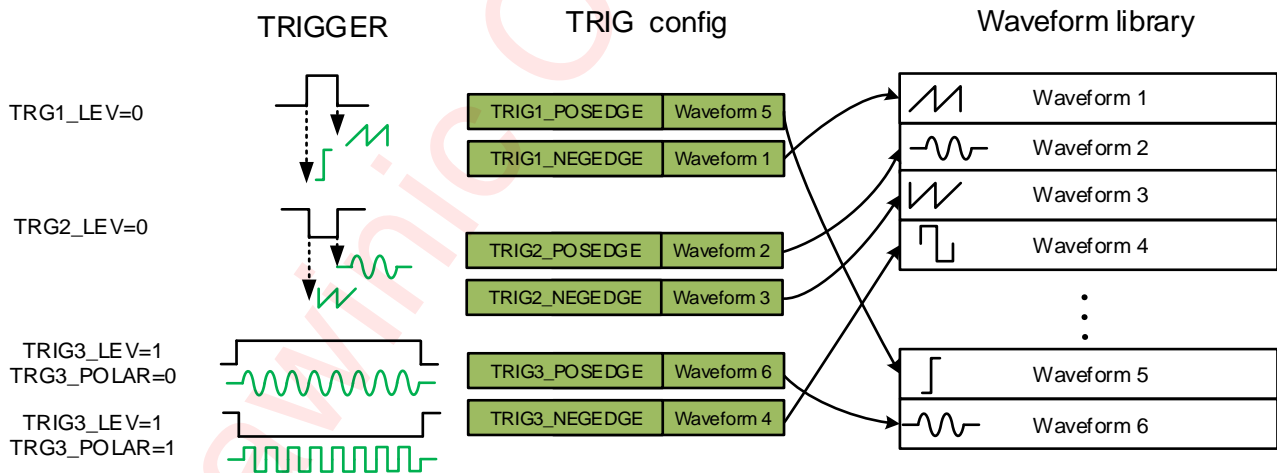 TRIGGER
TRIG config
Waveform library
TRG1_LEV=0
TRIG1_POSEDGE Waveform 5
TRIG1_NEGEDGE Waveform 1
Waveform 1
Waveform 2
Waveform 3
Waveform 4
TRG2_LEV=0
TRIG2_POSEDGE Waveform 2
TRIG2_NEGEDGE Waveform 3
TRIG3_LEV=1
TRG3_POLAR=0
TRIG3_LEV=1
TRG3_POLAR=1
TRIG3_POSEDGE Waveform 6
TRIG3_NEGEDGE Waveform 4
Waveform 5
Waveform 6
awinic C